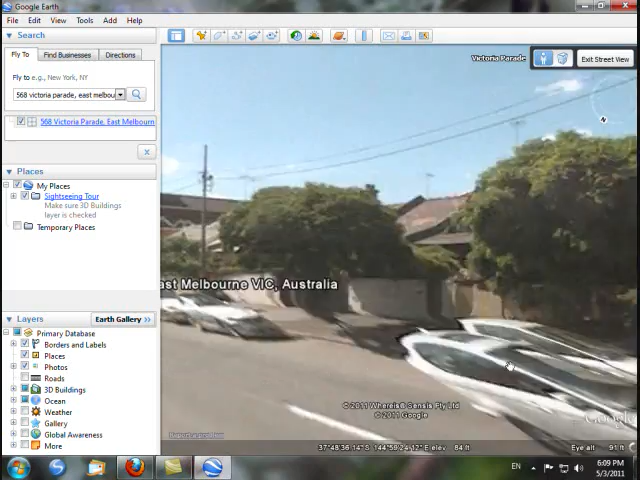 Google Earth
File Edit View Tools Add Help
Search
Fly To Find Businesses Directions
Fly to e.g., New York, NY
568 victoria parade, east melbou
568 Victoria Parade, East Melbourn
Places
My Places
Sightseeing Tour
Make sure 3D Buildings
layer is checked
Temporary Places
Layers
Earth Gallery >>
Primary Database
Borders and Labels
Places
Photos
Roads
3D Buildings
Ocean
Weather
Gallery
Global Awareness
More
Victoria Parade
Exit Street View
N
ast Melbourne VIC, Australia
© 2011 Whereis® Sensis Pty Ltd
© 2011 Google
Google
37°48'36.14" S 144°59'24.12" E elev 84 ft
Eye alt 91 ft
EN
6:09 PM
5/3/2011